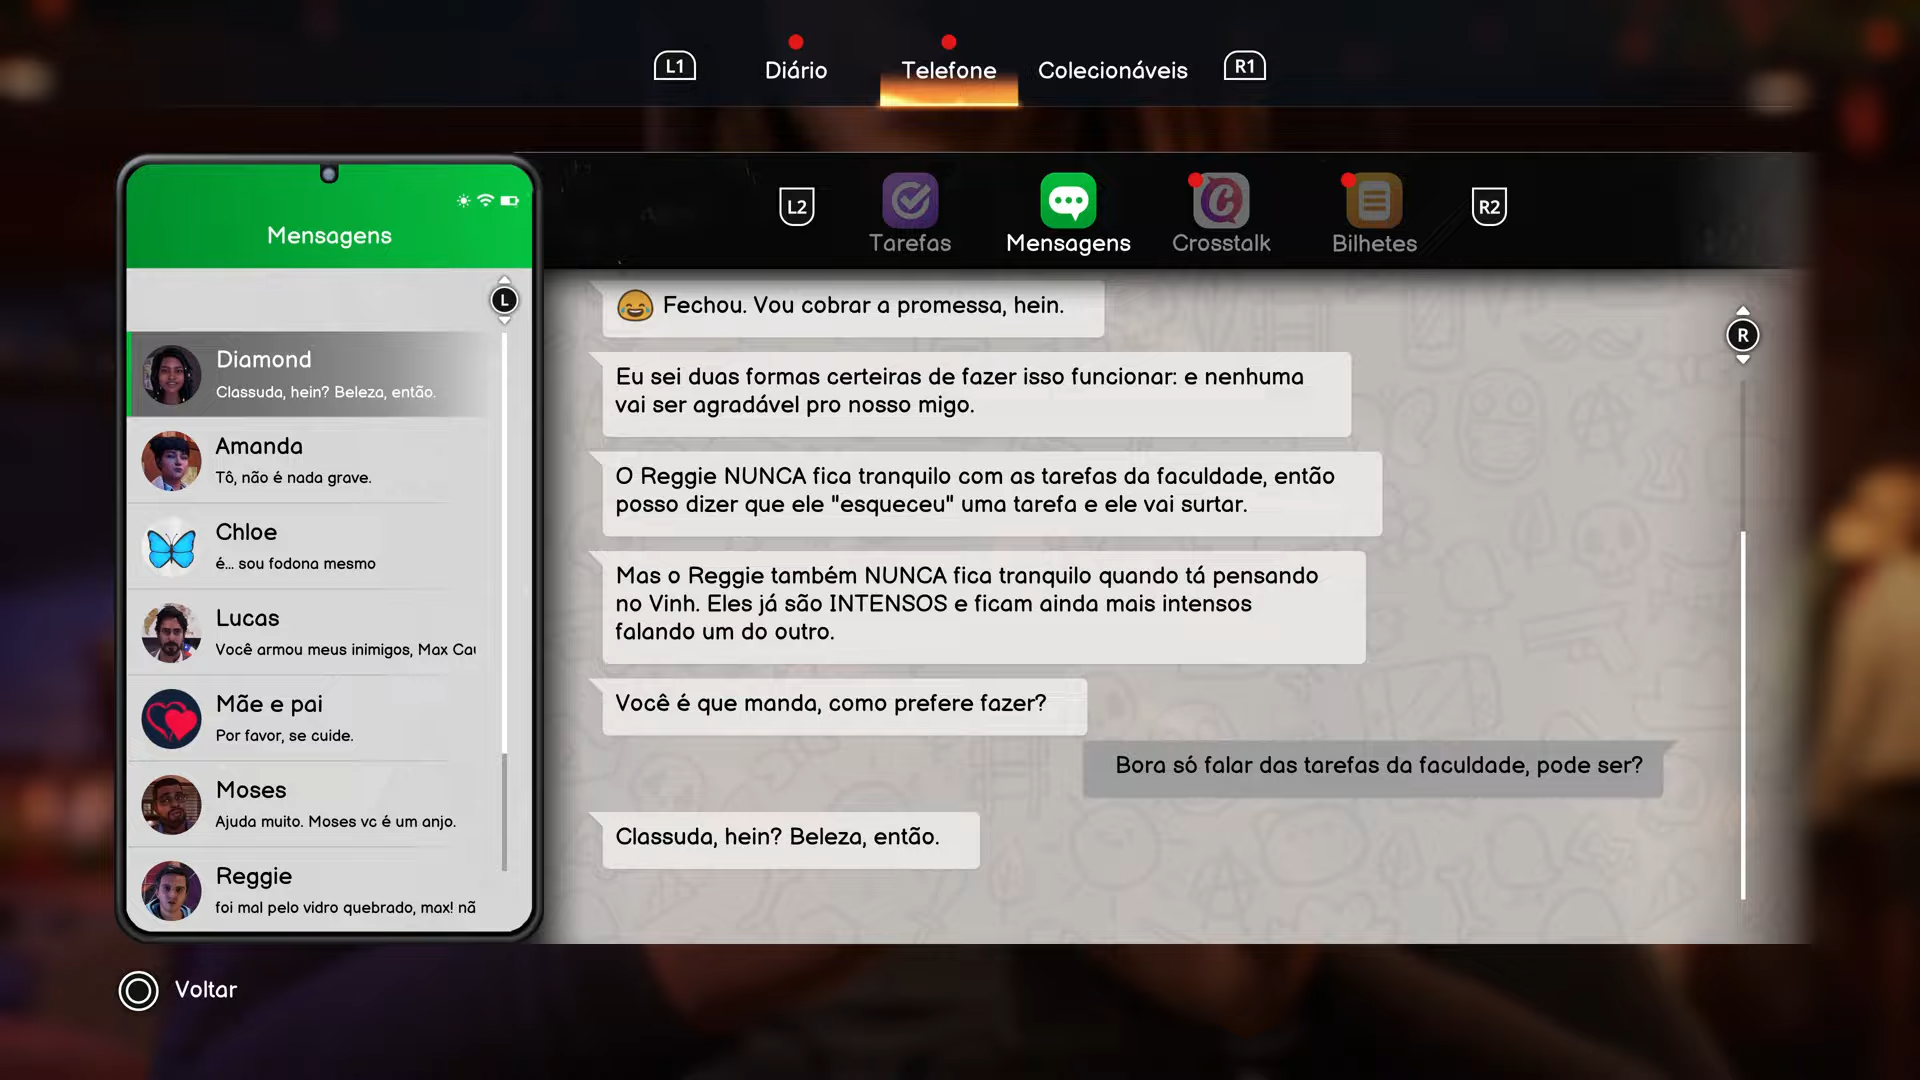 L1
Diário
Telefone
Colecionáveis
R1
Mensagens
L2
Tarefas
Mensagens
Crosstalk
Bilhetes
R2
L
Diamond
Classuda, hein? Beleza, então.
Amanda
Tô, não é nada grave.
Chloe
é... sou fodona mesmo
Lucas
Você armou meus inimigos, Max Cau
Mãe e pai
Por favor, se cuide.
Moses
Ajuda muito. Moses vc é um anjo.
Reggie
foi mal pelo vidro quebrado, max! nã
Fechou. Vou cobrar a promessa, hein.
Eu sei duas formas certeiras de fazer isso funcionar: e nenhuma
vai ser agradável pro nosso migo.
O Reggie NUNCA fica tranquilo com as tarefas da faculdade, então
posso dizer que ele "esqueceu" uma tarefa e ele vai surtar.
Mas o Reggie também NUNCA fica tranquilo quando tá pensando
no Vinh. Eles já são INTENSOS e ficam ainda mais intensos
falando um do outro.
Você é que manda, como prefere fazer?
Bora só falar das tarefas da faculdade, pode ser?
Classuda, hein? Beleza, então.
R
Voltar